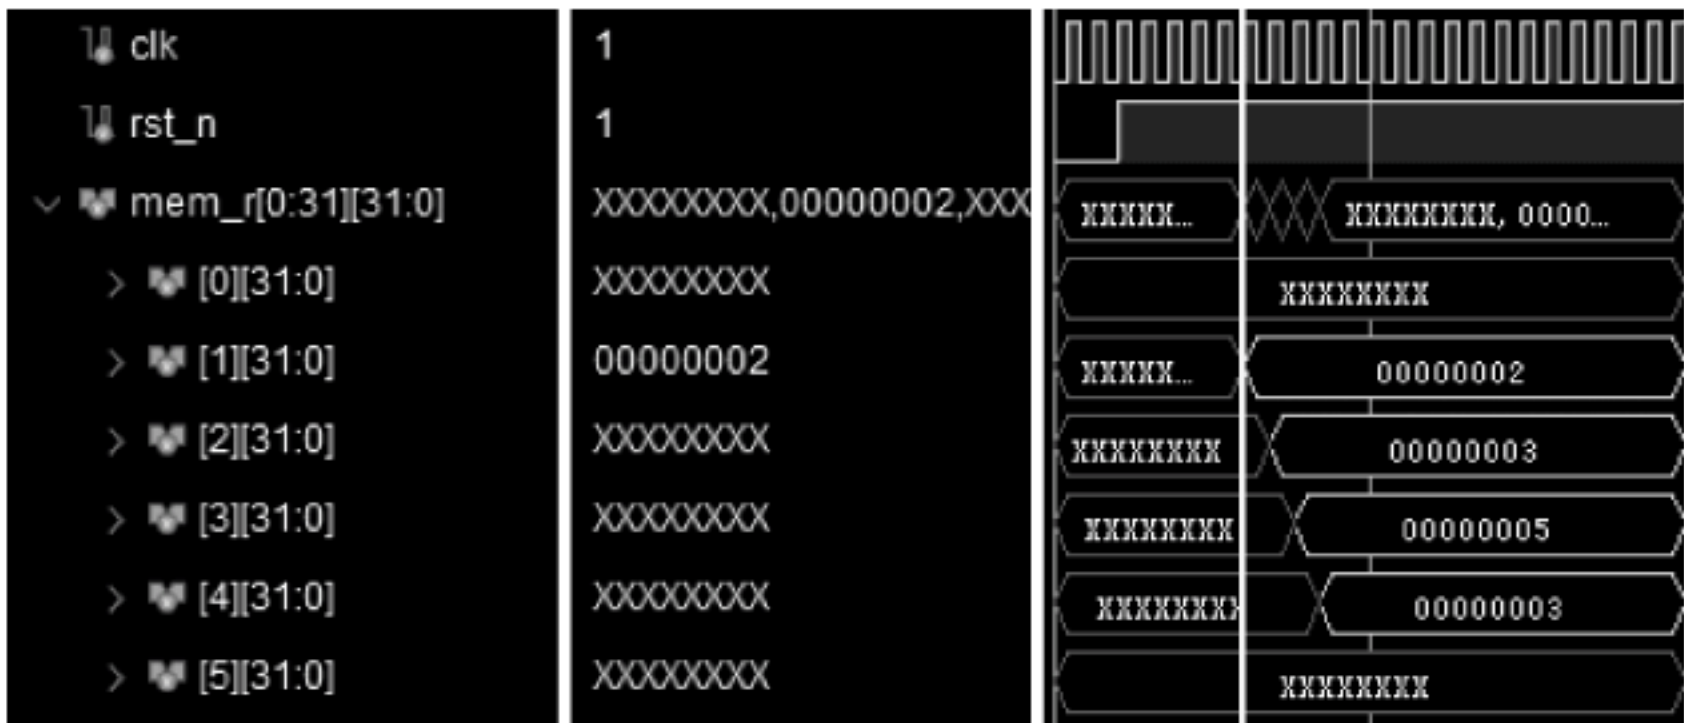 clk 1
rst_n 1
mem_r[0:31][31:0] XXXXXXXX,00000002,XXX XXXXX... XXXXXXXX, 0000...
[0][31:0] XXXXXXXX XXXXXXXX
[1][31:0] 00000002 XXXXX... 00000002
[2][31:0] XXXXXXXX XXXXXXXX 00000003
[3][31:0] XXXXXXXX XXXXXXXX 00000005
[4][31:0] XXXXXXXX XXXXXXXX 00000003
[5][31:0] XXXXXXXX XXXXXXXX